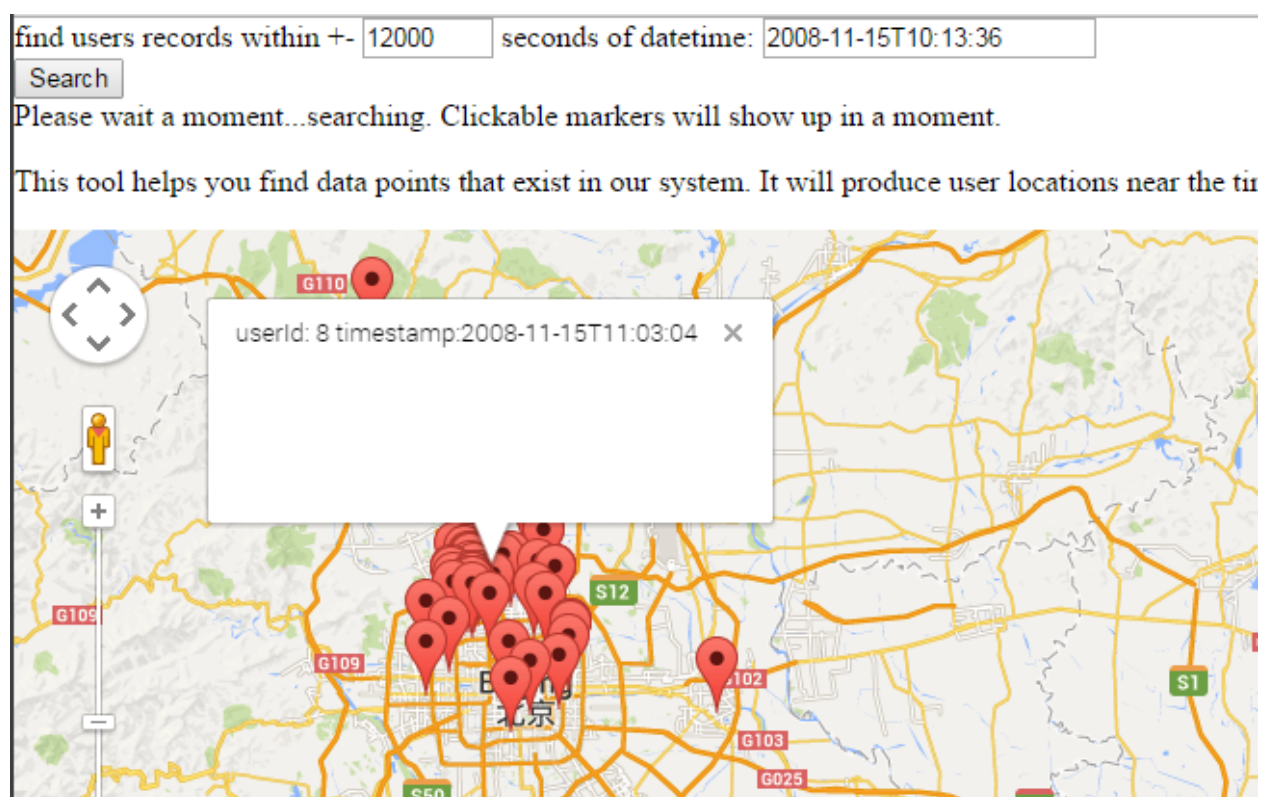 find users records within +- 12000 seconds of datetime: 2008-11-15T10:13:36
Search
Please wait a moment...searching. Clickable markers will show up in a moment.
This tool helps you find data points that exist in our system. It will produce user locations near the
G110
userId: 8 timestamp:2008-11-15T11:03:04 ×
+
S12
G109
G109
102
S1
北京
G103
G025
S50